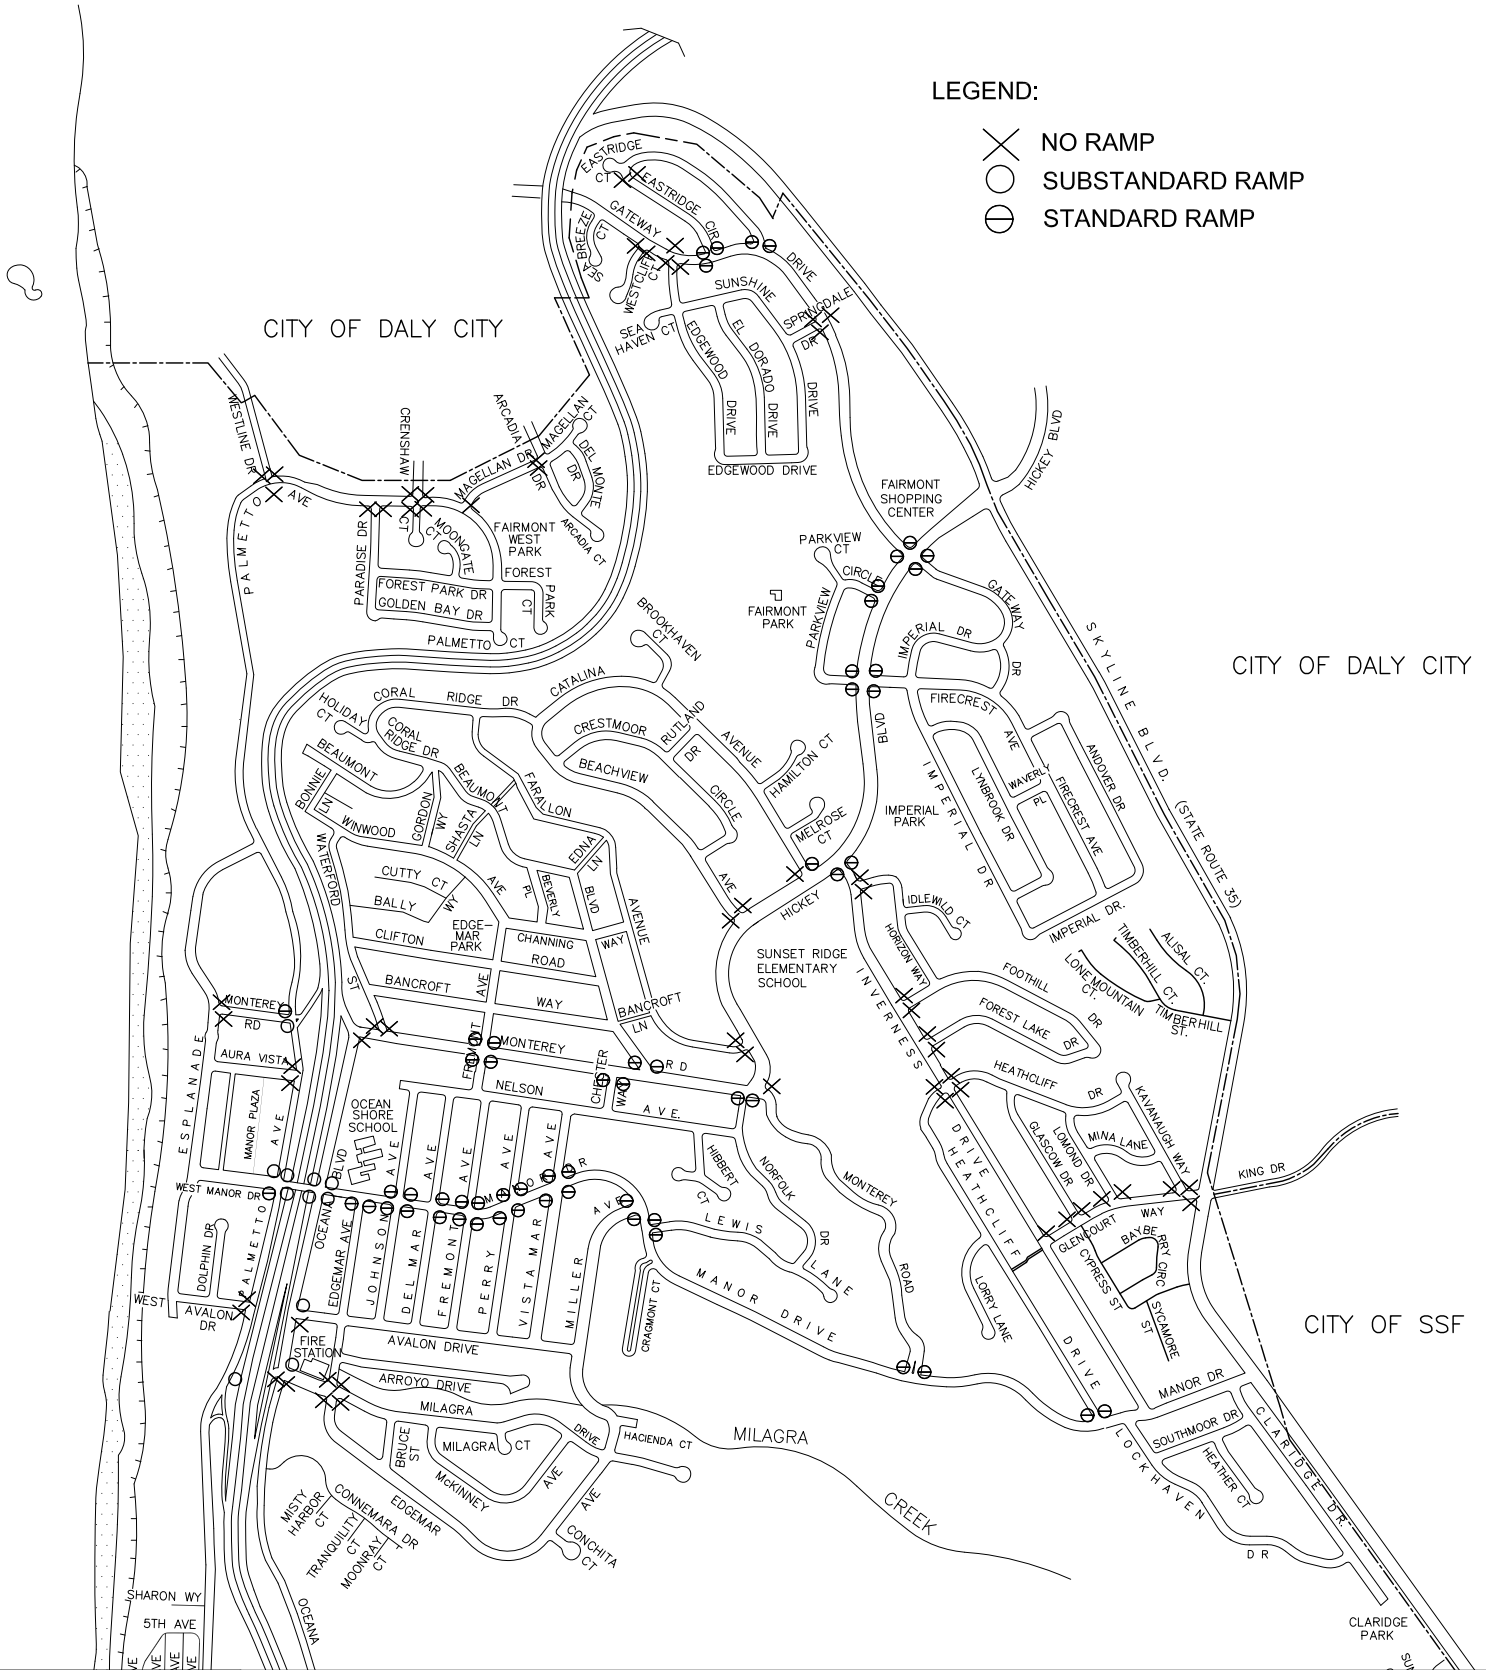 LEGEND:
NO RAMP
SUBSTANDARD RAMP
STANDARD RAMP
EASTRIDGE
CT
EASTRIDGE CIR
GATEWAY
DRIVE
SEA BREEZE
CT
WESTCLIFF
CT
SUNSHINE
SPRINGDALE
DR
SEA
HAVEN CT
EDGEWOOD
DRIVE
EL DORADO DRIVE
DRIVE
EDGEWOOD DRIVE
CITY OF DALY CITY
WESTLINE DR
CRENSHAW
CT
ARCADIA
DR
MAGELLAN
CT
MAGELLAN DR
DEL MONTE
DR
ARCADIA CT
PALMETTO
AVE
PARADISE DR
MOONGATE
CT
FAIRMONT
WEST
PARK
FOREST
PARK
CT
FOREST PARK DR
GOLDEN BAY DR
PALMETTO CT
HICKEY BLVD
FAIRMONT
SHOPPING
CENTER
PARKVIEW
CT
CIRCLE
PARKVIEW
FAIRMONT
PARK
GATEWAY
DR
IMPERIAL DR
FIRECREST
AVE
SKYLINE BLVD.
(STATE ROUTE 35)
CITY OF DALY CITY
BROOKHAVEN
CT
CATALINA
AVENUE
CORAL RIDGE DR
HOLIDAY
CT
CORAL
RIDGE DR
BEAUMONT
BEAUMONT
CRESTMOOR
RUTLAND
DR
BEACHVIEW
CIRCLE
AVE
HAMILTON CT
MELROSE
CT
BLVD
IMPERIAL DR
LYNBROOK DR
WAVERLY
PL
FIRECREST AVE
ANDOVER DR
IMPERIAL
PARK
IMPERIAL DR.
BONNIE
LN
WINWOOD
AVE
GORDON
WY
SHASTA
LN
FARALLON
AVENUE
EDNA
LN
WATERFORD
ST
CUTTY CT
BALLY
WY
PL
BEVERLY
BLVD
CLIFTON
EDGE-
MAR
PARK
CHANNING
WAY
ROAD
BANCROFT
AVE
WAY
BANCROFT
LN
HICKEY
SUNSET RIDGE
ELEMENTARY
SCHOOL
IDLEWILD CT
HORIZON WAY
INVERNESS
DRIVE
FOOTHILL
DR
FOREST LAKE
DR
ALISAL CT.
TIMBERHILL CT.
LONE MOUNTAIN
CT.
TIMBERHILL
ST.
MONTEREY
RD
ESPLANADE
AURA VISTA
MANOR PLAZA
AVE
FREMONT
MONTEREY
RD
CHESTER
WAY
NELSON
AVE.
OCEAN
SHORE
SCHOOL
BLVD
OCEANA
WEST MANOR DR
PALMETTO
DOLPHIN DR
WEST
AVALON
DR
MANOR DR
EDGEMAR AVE
JOHNSON
AVE
DEL MAR
AVE
FREMONT
AVE
PERRY
AVE
VISTA MAR
AVE
MILLER
AVE
HIBBERT
CT
NORFOLK
DR
LEWIS
LANE
MONTEREY
ROAD
MANOR DRIVE
CRAGMONT CT
HEATHCLIFF
DR
KAVANAUGH WAY
MINA LANE
LOMOND DR
GLASCOW DR
GLENCOURT
WAY
KING DR
HEATHCLIFF
DRIVE
BAYBERRY CIRC
CYPRESS ST
SYCAMORE
ST
LORRY LANE
CITY OF SSF
FIRE
STATION
AVALON DRIVE
ARROYO DRIVE
MILAGRA
DRIVE
BRUCE
ST
MILAGRA CT
McKINNEY
AVE
HACIENDA CT
AVE
EDGEMAR
CONCHITA
CT
MILAGRA
CREEK
MISTY
HARBOR
CT
CONNEMARA DR
TRANQUILITY
CT
MOONRAY
CT
MANOR DR
SOUTHMOOR DR
HEATHER CT
LOCKHAVEN
DR
CLARIDGE DR.
CLARIDGE
PARK
SHARON WY
5TH AVE
OCEANA